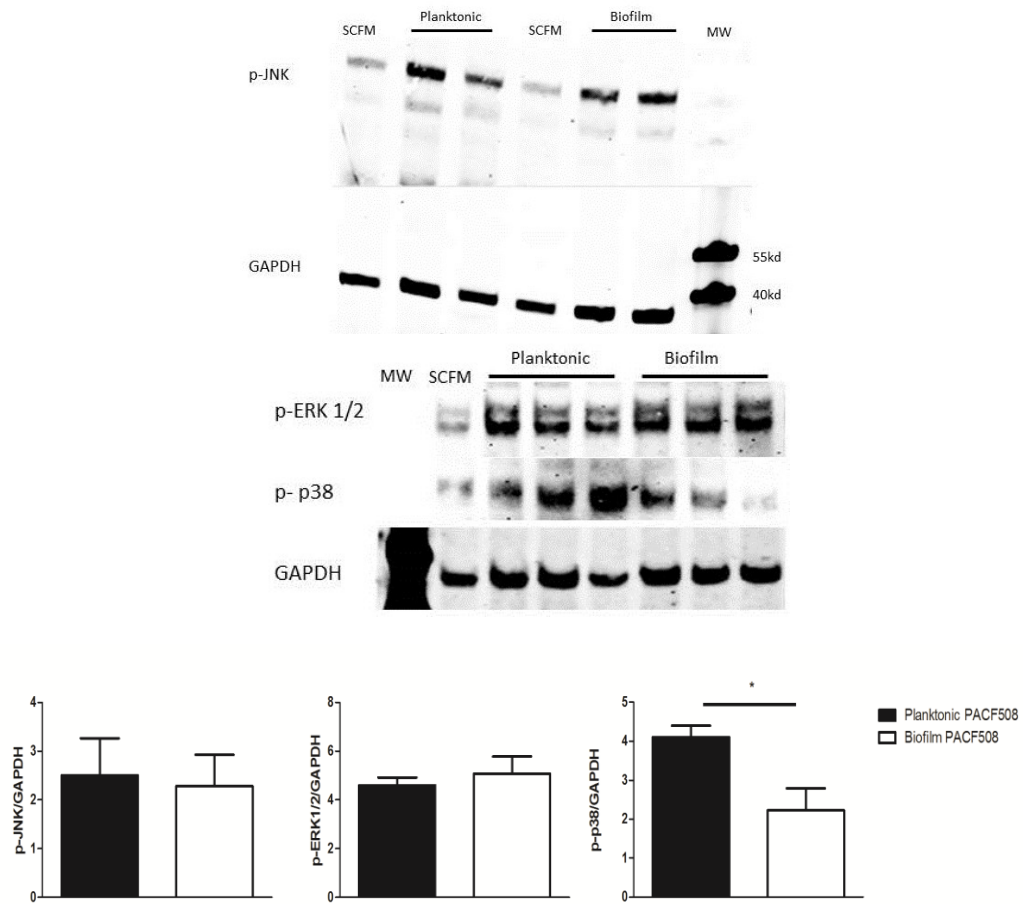 SCFM Planktonic SCFM Biofilm MW
p-JNK
GAPDH
55kd
40kd
MW SCFM Planktonic Biofilm
p-ERK 1/2
p- p38
GAPDH
4
3
2
1
0
p-JNK/GAPDH
8
6
4
2
0
p-ERK1/2/GAPDH
5
4
3
2
1
0
p-p38/GAPDH
*
Planktonic PACF508
Biofilm PACF508